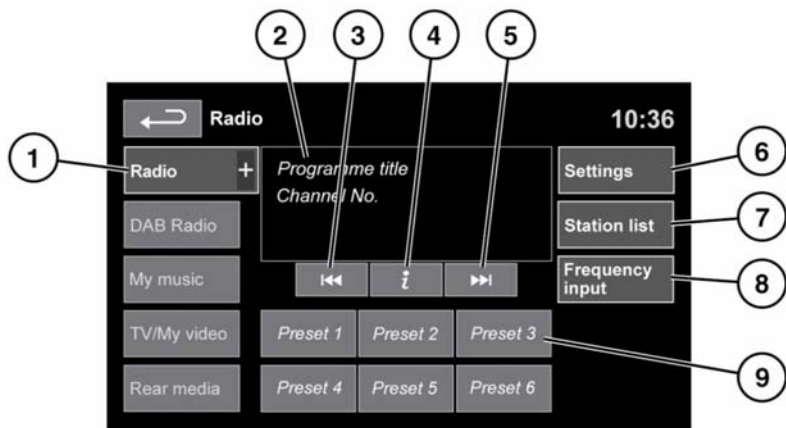 2 3 4 5
Radio 10:36
1 Radio + Programme title Settings 6
Channel No.
DAB Radio Station list 7
My music i Frequency input 8
TV/My video Preset 1 Preset 2 Preset 3
Rear media Preset 4 Preset 5 Preset 6 9